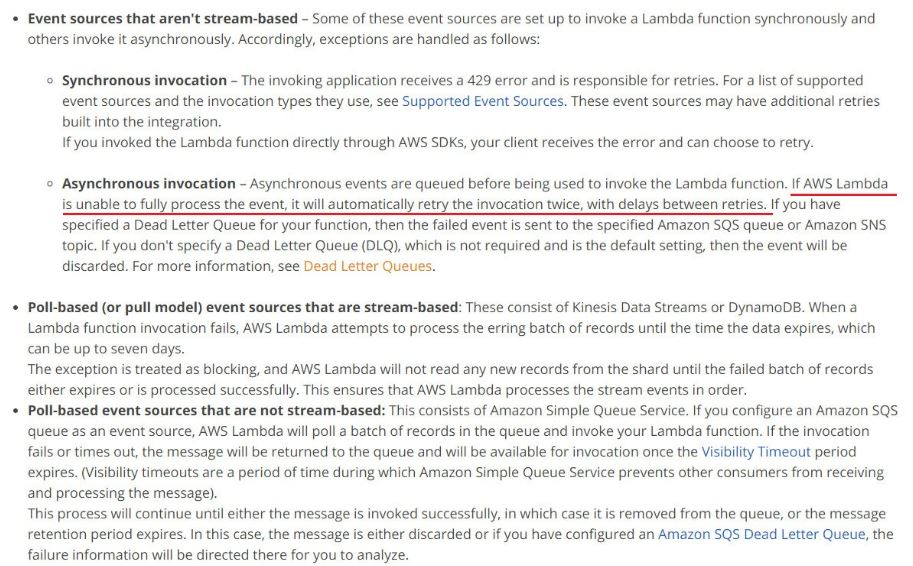 • Event sources that aren't stream-based – Some of these event sources are set up to invoke a Lambda function synchronously and
others invoke it asynchronously. Accordingly, exceptions are handled as follows:
◦ Synchronous invocation – The invoking application receives a 429 error and is responsible for retries. For a list of supported
event sources and the invocation types they use, see Supported Event Sources. These event sources may have additional retries
built into the integration.
If you invoked the Lambda function directly through AWS SDKs, your client receives the error and can choose to retry.
◦ Asynchronous invocation – Asynchronous events are queued before being used to invoke the Lambda function. If AWS Lambda
is unable to fully process the event, it will automatically retry the invocation twice, with delays between retries. If you have
specified a Dead Letter Queue for your function, then the failed event is sent to the specified Amazon SQS queue or Amazon SNS
topic. If you don't specify a Dead Letter Queue (DLQ), which is not required and is the default setting, then the event will be
discarded. For more information, see Dead Letter Queues.
• Poll-based (or pull model) event sources that are stream-based: These consist of Kinesis Data Streams or DynamoDB. When a
Lambda function invocation fails, AWS Lambda attempts to process the erring batch of records until the time the data expires, which
can be up to seven days.
The exception is treated as blocking, and AWS Lambda will not read any new records from the shard until the failed batch of records
either expires or is processed successfully. This ensures that AWS Lambda processes the stream events in order.
• Poll-based event sources that are not stream-based: This consists of Amazon Simple Queue Service. If you configure an Amazon SQS
queue as an event source, AWS Lambda will poll a batch of records in the queue and invoke your Lambda function. If the invocation
fails or times out, the message will be returned to the queue and will be available for invocation once the Visibility Timeout period
expires. (Visibility timeouts are a period of time during which Amazon Simple Queue Service prevents other consumers from receiving
and processing the message).
This process will continue until either the message is invoked successfully, in which case it is removed from the queue, or the message
retention period expires. In this case, the message is either discarded or if you have configured an Amazon SQS Dead Letter Queue, the
failure information will be directed there for you to analyze.